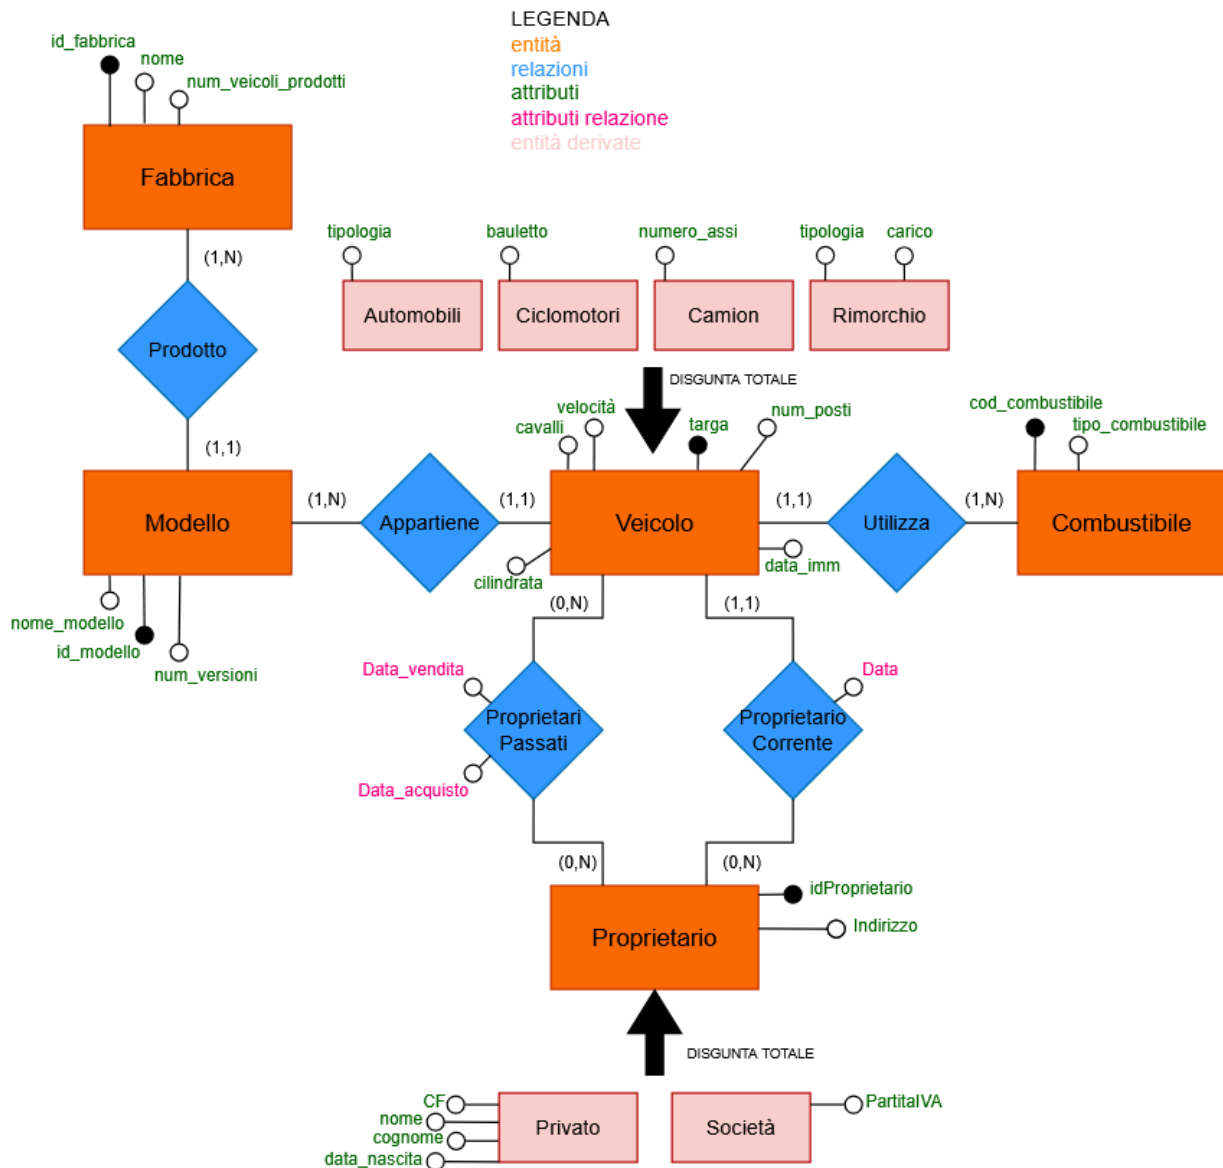 LEGENDA
entità
relazioni
attributi
attributi relazione
entità derivate
id_fabbrica
nome
num_veicoli_prodotti
Fabbrica
(1,N)
Prodotto
(1,1)
tipologia
bauletto
numero_assi
tipologia
carico
Automobili
Ciclomotori
Camion
Rimorchio
DISGUNTA TOTALE
cavalli
velocità
targa
num_posti
cod_combustibile
tipo_combustibile
Modello
(1,N)
Appartiene
(1,1)
Veicolo
(1,1)
Utilizza
(1,N)
Combustibile
nome_modello
id_modello
num_versioni
cilindrata
data_imm
(0,N)
(1,1)
Data_vendita
Proprietari
Passati
Data_acquisto
Data
Proprietario
Corrente
(0,N)
(0,N)
Proprietario
idProprietario
Indirizzo
DISGUNTA TOTALE
CF
nome
cognome
data_nascita
Privato
Società
PartitaIVA